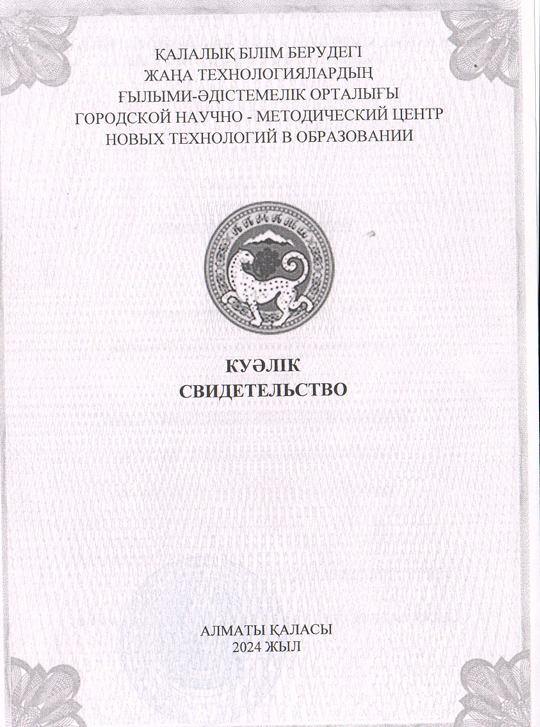 ҚАЛАЛЫҚ БІЛІМ БЕРУДЕГІ
ЖАҢА ТЕХНОЛОГИЯЛАРДЫҢ
ҒЫЛЫМИ-ӘДІСТЕМЕЛІК ОРТАЛЫҒЫ
ГОРОДСКОЙ НАУЧНО - МЕТОДИЧЕСКИЙ ЦЕНТР
НОВЫХ ТЕХНОЛОГИЙ В ОБРАЗОВАНИИ
КУӘЛІК
СВИДЕТЕЛЬСТВО
АЛМАТЫ ҚАЛАСЫ
2024 ЖЫЛ